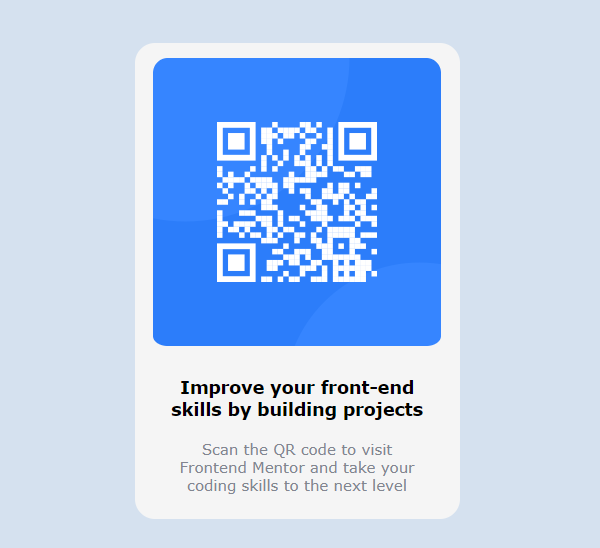 Improve your front-end
skills by building projects
Scan the QR code to visit
Frontend Mentor and take your
coding skills to the next level